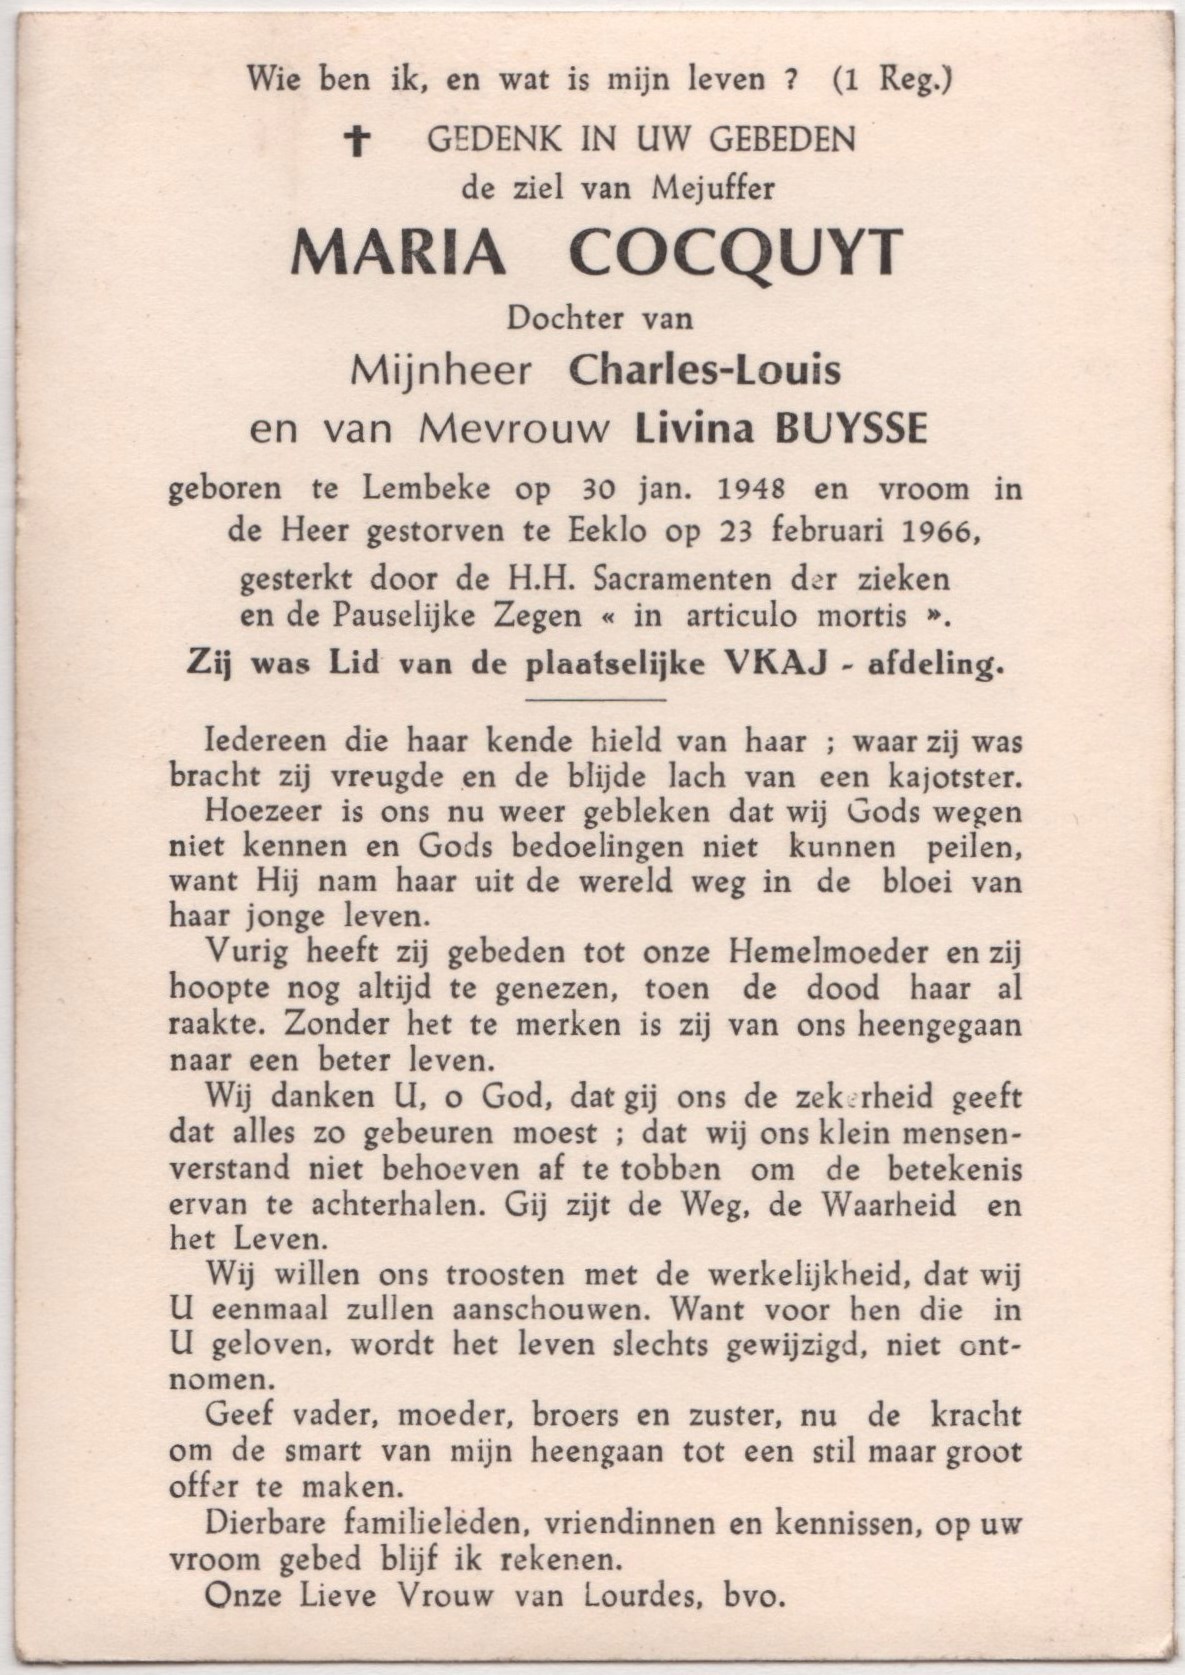 Wie ben ik, en wat is mijn leven ? (1 Reg.)
✝ GEDENK IN UW GEBEDEN
de ziel van Mejuffer
MARIA COCQUYT
Dochter van
Mijnheer Charles-Louis
en van Mevrouw Livina BUYSSE
geboren te Lembeke op 30 jan. 1948 en vroom in
de Heer gestorven te Eeklo op 23 februari 1966,
gesterkt door de H.H. Sacramenten der zieken
en de Pauselijke Zegen « in articulo mortis ».
Zij was Lid van de plaatselijke VKAJ - afdeling.
Iedereen die haar kende hield van haar ; waar zij was
bracht zij vreugde en de blijde lach van een kajotster.
Hoezeer is ons nu weer gebleken dat wij Gods wegen
niet kennen en Gods bedoelingen niet kunnen peilen,
want Hij nam haar uit de wereld weg in de bloei van
haar jonge leven.
Vurig heeft zij gebeden tot onze Hemelmoeder en zij
hoopte nog altijd te genezen, toen de dood haar al
raakte. Zonder het te merken is zij van ons heengegaan
naar een beter leven.
Wij danken U, o God, dat gij ons de zekerheid geeft
dat alles zo gebeuren moest ; dat wij ons klein mensen-
verstand niet behoeven af te tobben om de betekenis
ervan te achterhalen. Gij zijt de Weg, de Waarheid en
het Leven.
Wij willen ons troosten met de werkelijkheid, dat wij
U eenmaal zullen aanschouwen. Want voor hen die in
U geloven, wordt het leven slechts gewijzigd, niet ont-
nomen.
Geef vader, moeder, broers en zuster, nu de kracht
om de smart van mijn heengaan tot een stil maar groot
offer te maken.
Dierbare familieleden, vriendinnen en kennissen, op uw
vroom gebed blijf ik rekenen.
Onze Lieve Vrouw van Lourdes, bvo.